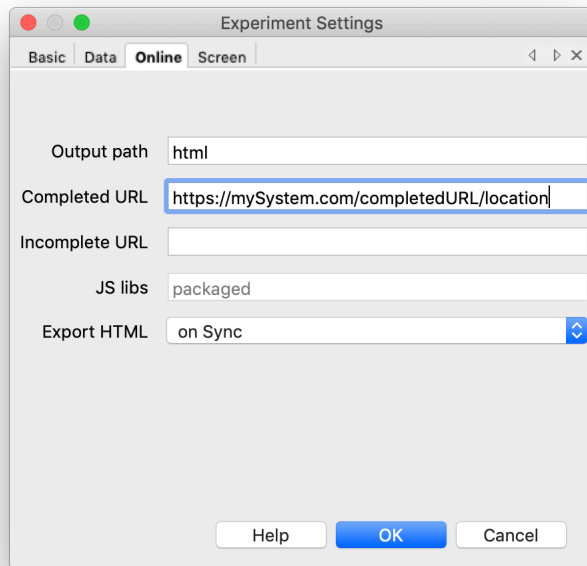 Experiment Settings
Basic Data Online Screen
Output path html
Completed URL https://mySystem.com/completedURL/location
Incomplete URL
JS libs packaged
Export HTML on Sync
Help OK Cancel